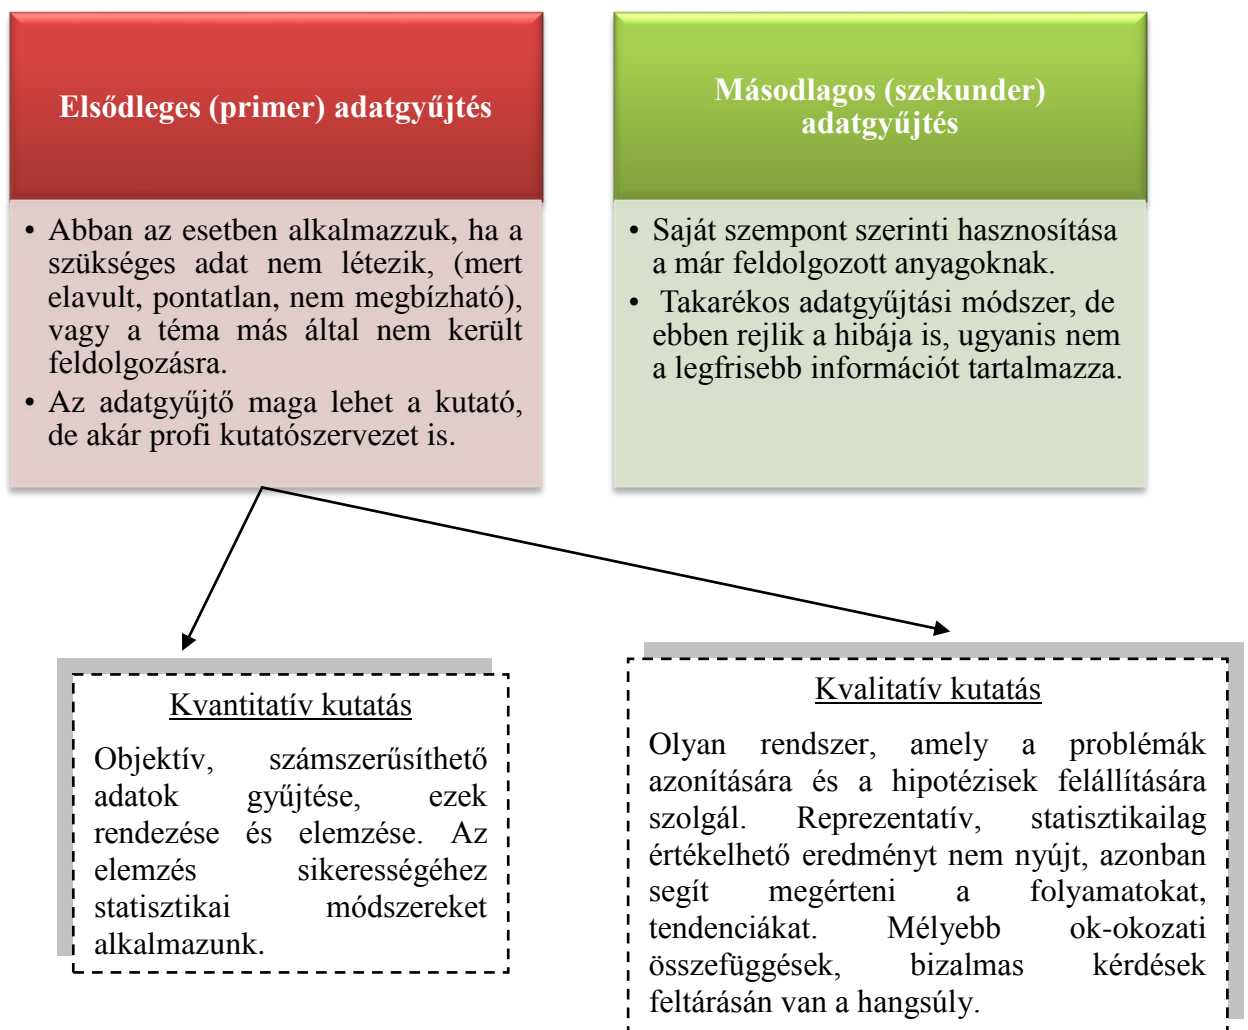 Elsődleges (primer) adatgyűjtés
• Abban az esetben alkalmazzuk, ha a
szükséges adat nem létezik, (mert
elavult, pontatlan, nem megbízható),
vagy a téma más által nem került
feldolgozásra.
• Az adatgyűjtő maga lehet a kutató,
de akár profi kutatószervezet is.
Másodlagos (szekunder)
adatgyűjtés
• Saját szempont szerinti hasznosítása
a már feldolgozott anyagoknak.
• Takarékos adatgyűjtási módszer, de
ebben rejlik a hibája is, ugyanis nem
a legfrisebb információt tartalmazza.
Kvantitatív kutatás
Objektív, számszerűsíthető
adatok gyűjtése, ezek
rendezése és elemzése. Az
elemzés sikerességéhez
statisztikai módszereket
alkalmazunk.
Kvalitatív kutatás
Olyan rendszer, amely a problémák
azonítására és a hipotézisek felállítására
szolgál. Reprezentatív, statisztikailag
értékelhető eredményt nem nyújt, azonban
segít megérteni a folyamatokat,
tendenciákat. Mélyebb ok-okozati
összefüggések, bizalmas kérdések
feltárásán van a hangsúly.